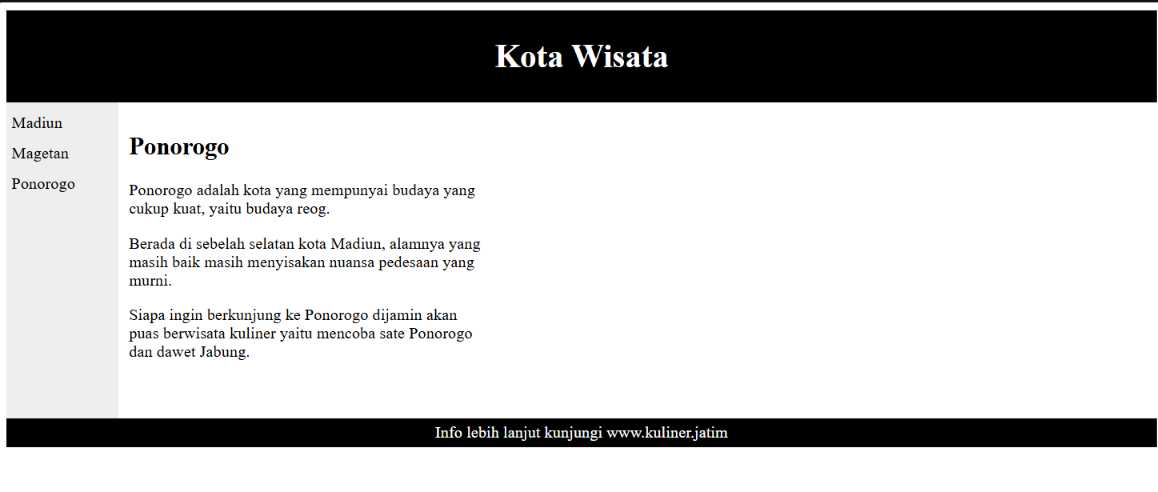 Kota Wisata
Madiun
Magetan
Ponorogo
Ponorogo
Ponorogo adalah kota yang mempunyai budaya yang
cukup kuat, yaitu budaya reog.
Berada di sebelah selatan kota Madiun, alamnya yang
masih baik masih menyisakan nuansa pedesaan yang
murni.
Siapa ingin berkunjung ke Ponorogo dijamin akan
puas berwisata kuliner yaitu mencoba sate Ponorogo
dan dawet Jabung.
Info lebih lanjut kunjungi www.kuliner.jatim